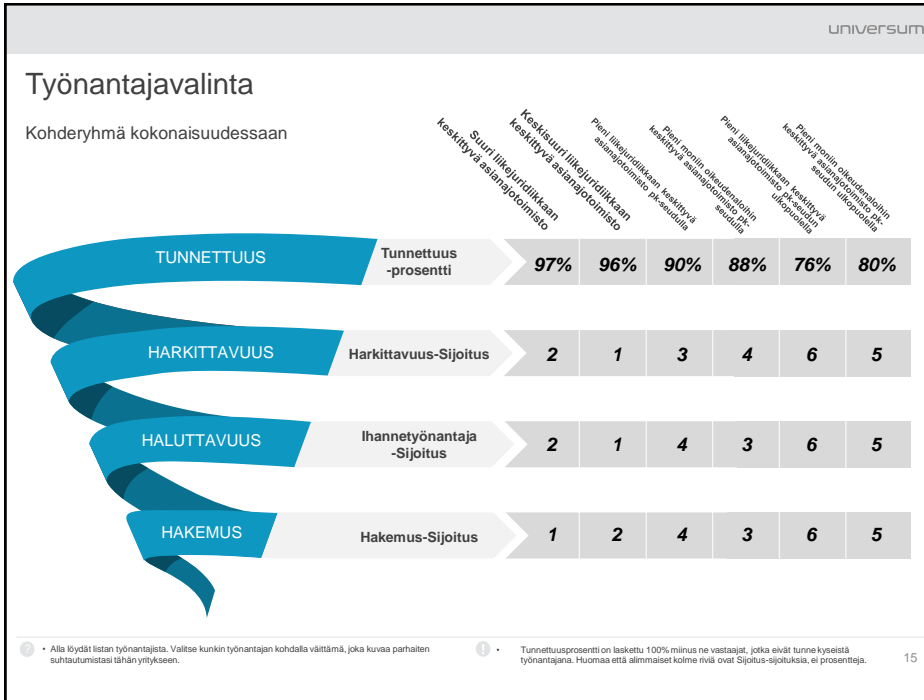 universum
Työnantajavalinta
Kohderyhmä kokonaisuudessaan
Suuri liikejuridiikkaan
keskittyvä asianajotoimisto
Keskisuuri liikejuridiikkaan
keskittyvä asianajotoimisto
Pieni liikejuridiikkaan keskittyvä
asianajotoimisto pk-seudulla
Pieni moniin oikeudenaloihin
keskittyvä asianajotoimisto pk-
seudulla
Pieni liikejuridiikkaan keskittyvä
asianajotoimisto pk-seudun
ulkopuolella
Pieni moniin oikeudenaloihin
keskittyvä asianajotoimisto pk-
seudun ulkopuolella
TUNNETTUUS
Tunnettuus
-prosentti
97% 96% 90% 88% 76% 80%
HARKITTAVUUS
Harkittavuus-Sijoitus
2 1 3 4 6 5
HALUTTAVUUS
Ihannetyönantaja
-Sijoitus
2 1 4 3 6 5
HAKEMUS
Hakemus-Sijoitus
1 2 4 3 6 5
? • Alla löydät listan työnantajista. Valitse kunkin työnantajan kohdalla väittämä, joka kuvaa parhaiten
suhtautumistasi tähän yritykseen.
! • Tunnettuusprosentti on laskettu 100% miinus ne vastaajat, jotka eivät tunne kyseistä
työnantajana. Huomaa että alimmaiset kolme riviä ovat Sijoitus-sijoituksia, ei prosentteja.
15